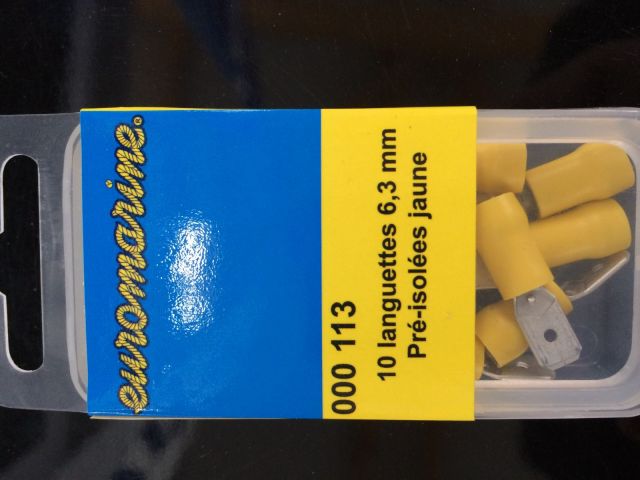 euromarine®
000 113
10 languettes 6,3 mm
Pré-isolées jaune